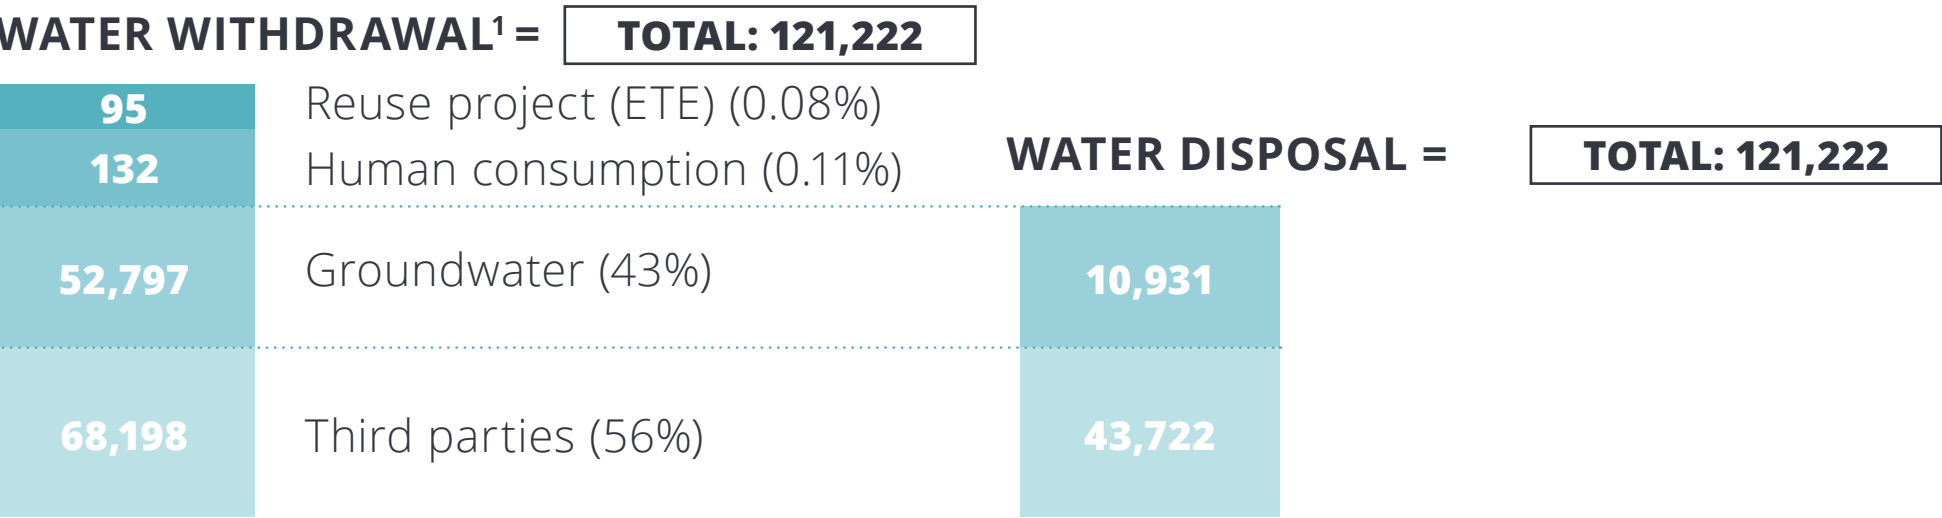 WATER WITHDRAWAL¹ = TOTAL: 121,222
95 Reuse project (ETE) (0.08%)
132 Human consumption (0.11%)
WATER DISPOSAL = TOTAL: 121,222
52,797 Groundwater (43%) 10,931
68,198 Third parties (56%) 43,722